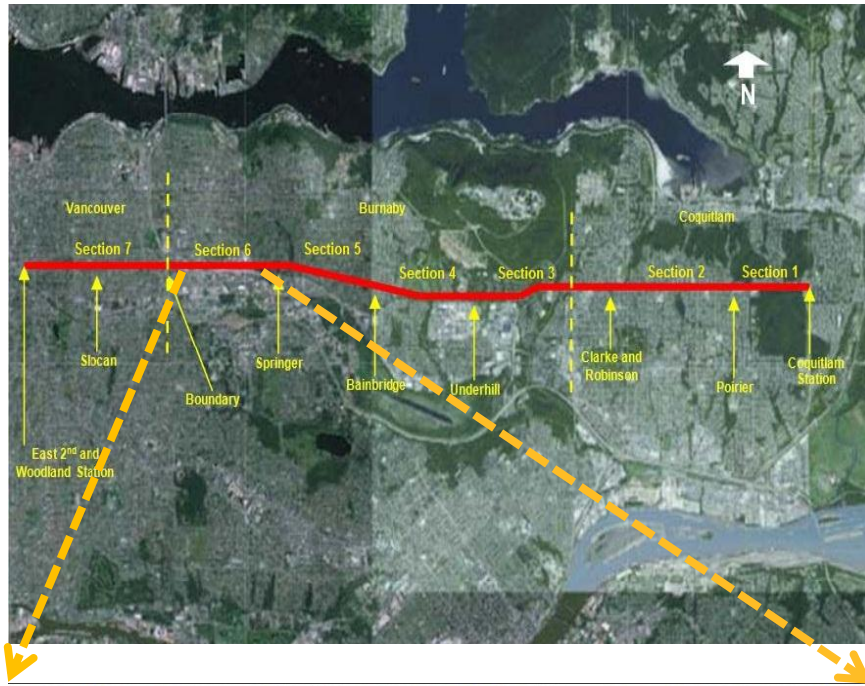 N
Vancouver
Burnaby
Coquitlam
Section 7
Section 6
Section 5
Section 4
Section 3
Section 2
Section 1
Slocan
Boundary
Springer
Bainbridge
Underhill
Clarke and
Robinson
Poirier
Coquitlam
Station
East 2nd and
Woodland Station